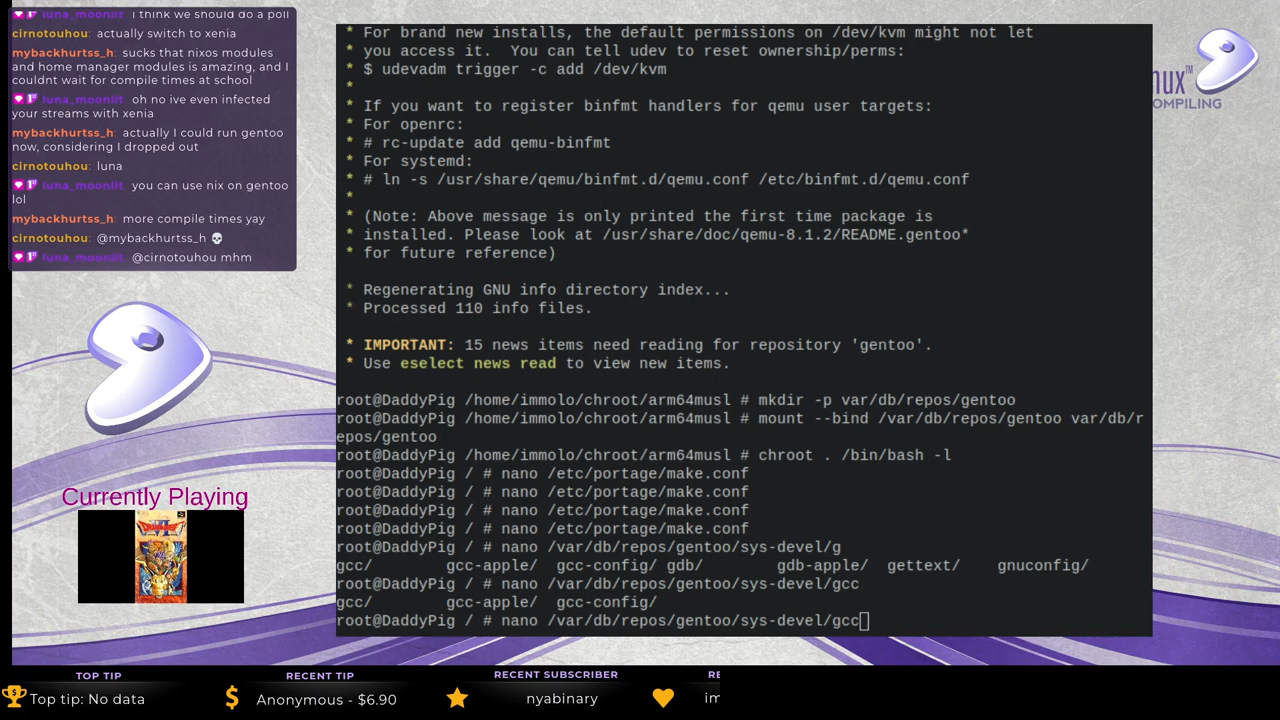 luna_moonlit i think we should do a poll
cirnotouhou: actually switch to xenia
mybackhurtss_h: sucks that nixos modules
and home manager modules is amazing, and I
couldnt wait for compile times at school
luna_moonlit oh no ive even infected
your streams with xenia
mybackhurtss_h: actually I could run gentoo
now, considering I dropped out
cirnotouhou: luna
luna_moonlit you can use nix on gentoo
lol
mybackhurtss_h: more compile times yay
cirnotouhou: @mybackhurtss_h 💀
luna_moonlit @cirnotouhou mhm
* For brand new installs, the default permissions on /dev/kvm might not let
* you access it.  You can tell udev to reset ownership/perms:
* $ udevadm trigger -c add /dev/kvm
*
* If you want to register binfmt handlers for qemu user targets:
* For openrc:
* # rc-update add qemu-binfmt
* For systemd:
* # ln -s /usr/share/qemu/binfmt.d/qemu.conf /etc/binfmt.d/qemu.conf
*
* (Note: Above message is only printed the first time package is
* installed. Please look at /usr/share/doc/qemu-8.1.2/README.gentoo*
* for future reference)
* Regenerating GNU info directory index...
* Processed 110 info files.
* IMPORTANT: 15 news items need reading for repository 'gentoo'.
* Use eselect news read to view new items.
root@DaddyPig /home/immolo/chroot/arm64musl # mkdir -p var/db/repos/gentoo
root@DaddyPig /home/immolo/chroot/arm64musl # mount --bind /var/db/repos/gentoo var/db/r
epos/gentoo
root@DaddyPig /home/immolo/chroot/arm64musl # chroot . /bin/bash -l
root@DaddyPig / # nano /etc/portage/make.conf
root@DaddyPig / # nano /etc/portage/make.conf
root@DaddyPig / # nano /etc/portage/make.conf
root@DaddyPig / # nano /etc/portage/make.conf
root@DaddyPig / # nano /var/db/repos/gentoo/sys-devel/g
gcc/ gcc-apple/ gcc-config/ gdb/ gdb-apple/ gettext/ gnuconfig/
root@DaddyPig / # nano /var/db/repos/gentoo/sys-devel/gcc
gcc/ gcc-apple/ gcc-config/
root@DaddyPig / # nano /var/db/repos/gentoo/sys-devel/gcc
nux™
OMPILING
Currently Playing
TOP TIP
Top tip: No data
RECENT TIP
Anonymous - $6.90
RECENT SUBSCRIBER
nyabinary
RE
im